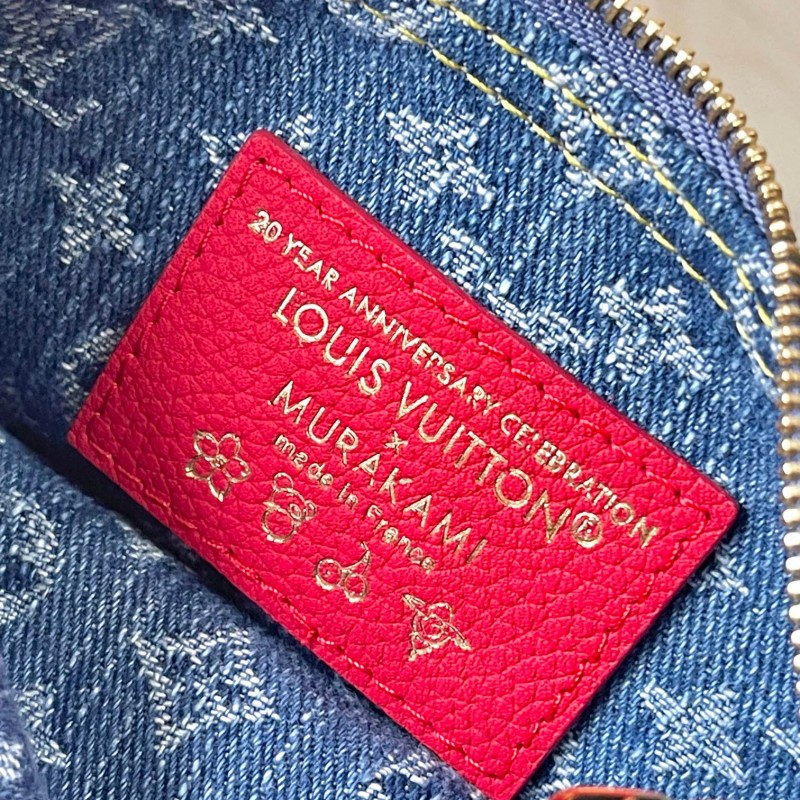 20 YEAR ANNIVERSARY CELEBRATION
LOUIS VUITTON®
×
MURAKAMI
made in France